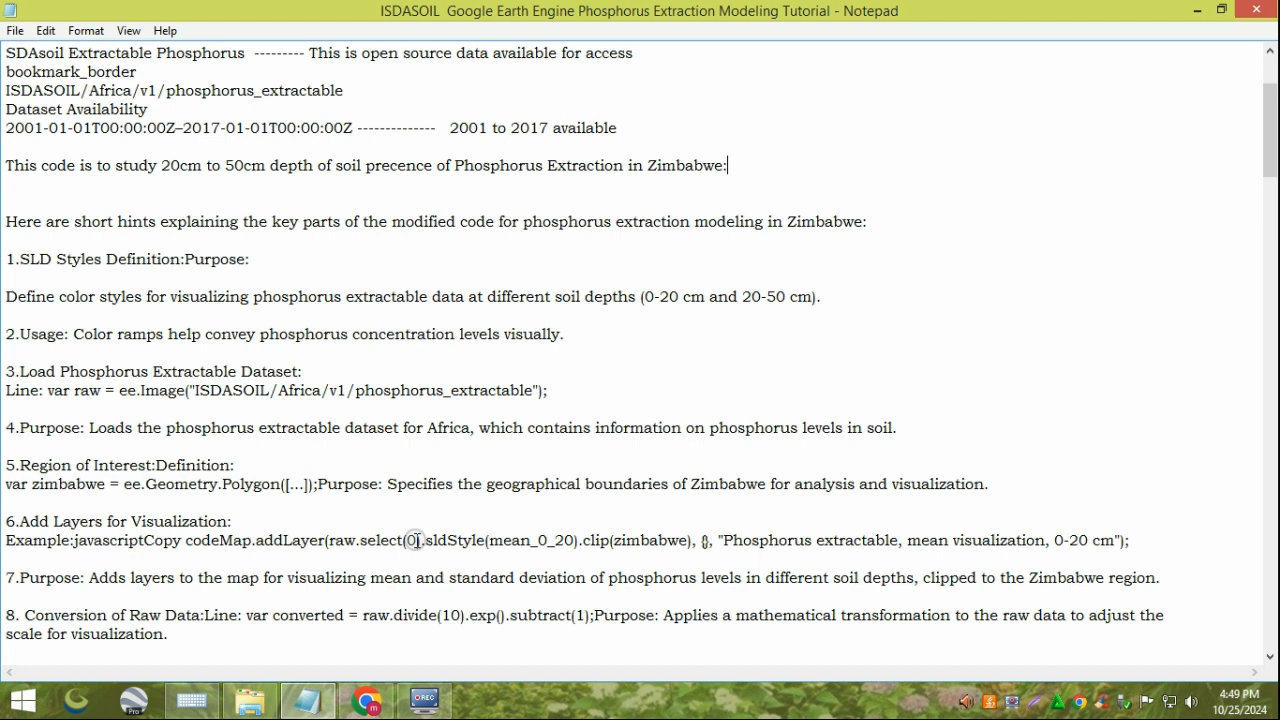 ISDASOIL  Google Earth Engine Phosphorus Extraction Modeling Tutorial - Notepad
File Edit Format View Help
SDAsoil Extractable Phosphorus  --------- This is open source data available for access
bookmark_border
ISDASOIL/Africa/v1/phosphorus_extractable
Dataset Availability
2001-01-01T00:00:00Z–2017-01-01T00:00:00Z --------------   2001 to 2017 available
This code is to study 20cm to 50cm depth of soil precence of Phosphorus Extraction in Zimbabwe:
Here are short hints explaining the key parts of the modified code for phosphorus extraction modeling in Zimbabwe:
1.SLD Styles Definition:Purpose:
Define color styles for visualizing phosphorus extractable data at different soil depths (0-20 cm and 20-50 cm).
2.Usage: Color ramps help convey phosphorus concentration levels visually.
3.Load Phosphorus Extractable Dataset:
Line: var raw = ee.Image("ISDASOIL/Africa/v1/phosphorus_extractable");
4.Purpose: Loads the phosphorus extractable dataset for Africa, which contains information on phosphorus levels in soil.
5.Region of Interest:Definition:
var zimbabwe = ee.Geometry.Polygon([...]);Purpose: Specifies the geographical boundaries of Zimbabwe for analysis and visualization.
6.Add Layers for Visualization:
Example:javascriptCopy codeMap.addLayer(raw.select(0).sldStyle(mean_0_20).clip(zimbabwe), {}, "Phosphorus extractable, mean visualization, 0-20 cm");
7.Purpose: Adds layers to the map for visualizing mean and standard deviation of phosphorus levels in different soil depths, clipped to the Zimbabwe region.
8. Conversion of Raw Data:Line: var converted = raw.divide(10).exp().subtract(1);Purpose: Applies a mathematical transformation to the raw data to adjust the
scale for visualization.
Pro
m
REC
4:49 PM
10/25/2024